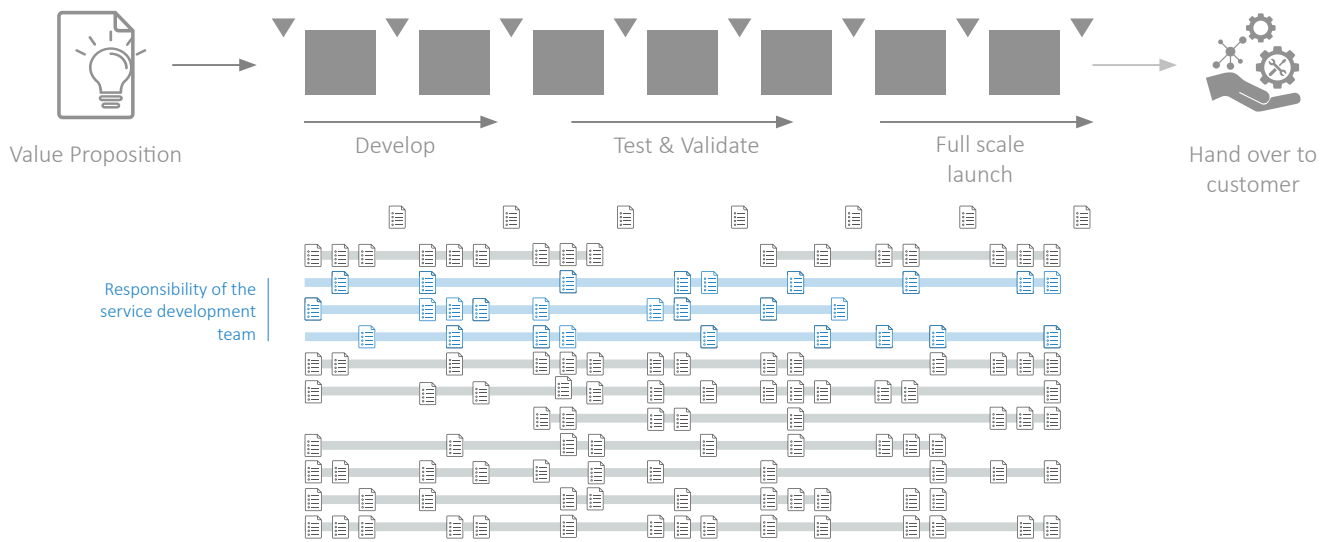 Value Proposition
Develop
Test & Validate
Full scale
launch
Hand over to
customer
Responsibility of the
service development
team